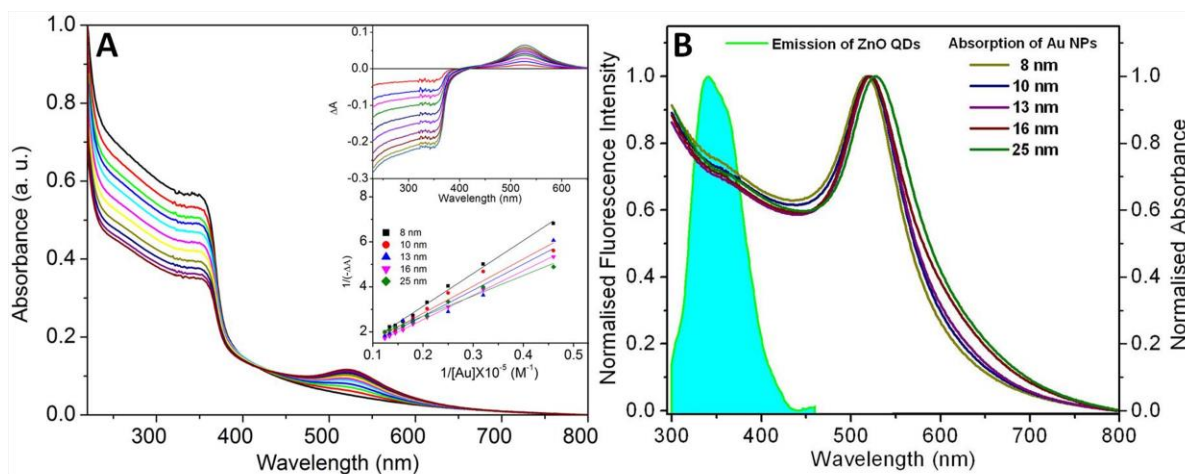 A
1.0
0.8
0.6
0.4
0.2
0.0
Absorbance (a. u.)
300 400 500 600 700 800
Wavelength (nm)
0.0
-0.1
-0.2
-0.3
ΔA
300 400 500 600
Wavelength (nm)
8
6
4
2
1/(-ΔA)
8 nm
10 nm
13 nm
16 nm
25 nm
0.1 0.2 0.3 0.4 0.5
1/[Au]X10⁻⁵ (M⁻¹)
B
Emission of ZnO QDs
Absorption of Au NPs
8 nm
10 nm
13 nm
16 nm
25 nm
Normalised Fluorescence Intensity
1.0
0.8
0.6
0.4
0.2
0.0
1.0
0.8
0.6
0.4
0.2
0.0
Normalised Absorbance
300 400 500 600 700 800
Wavelength (nm)